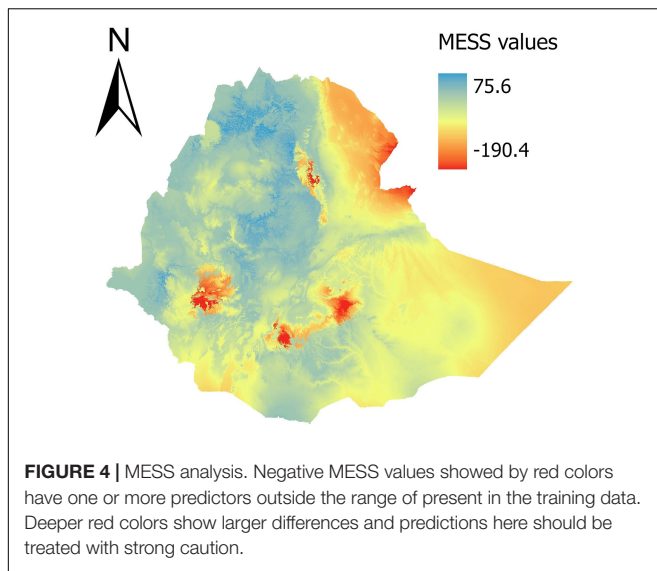 N
MESS values
75.6
-190.4
FIGURE 4 | MESS analysis. Negative MESS values showed by red colors
have one or more predictors outside the range of present in the training data.
Deeper red colors show larger differences and predictions here should be
treated with strong caution.